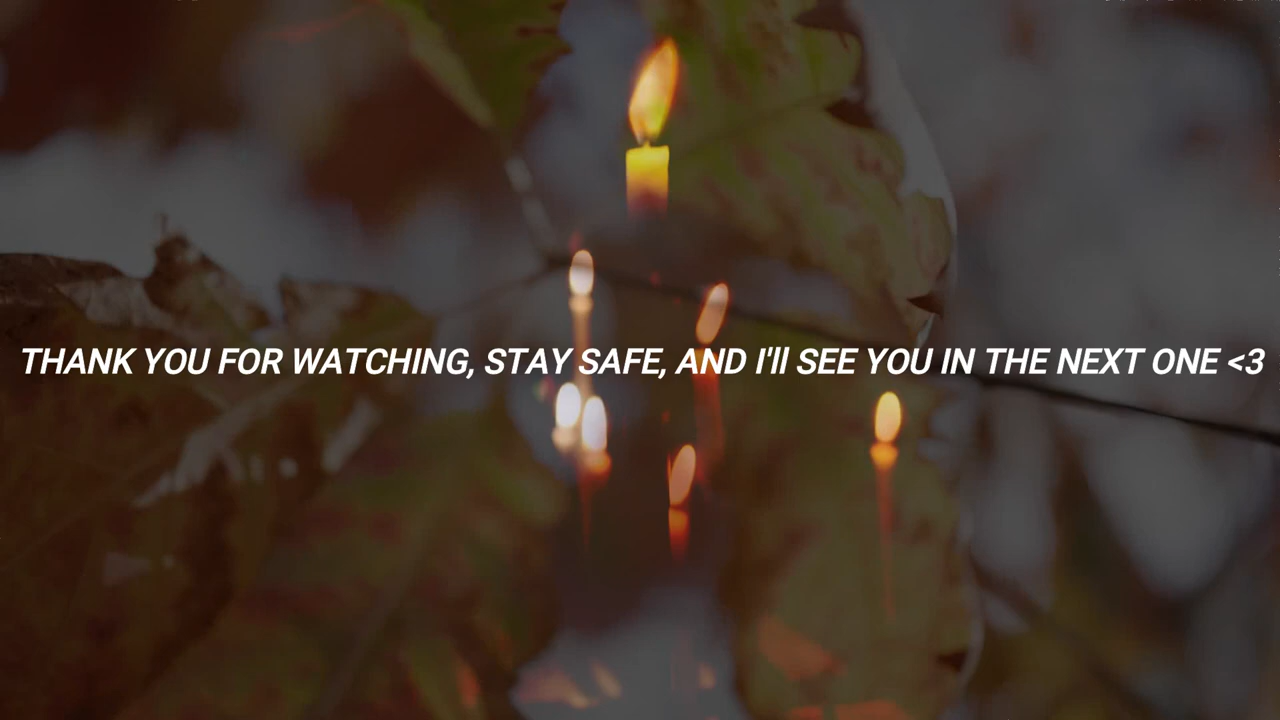 THANK YOU FOR WATCHING, STAY SAFE, AND I'll SEE YOU IN THE NEXT ONE <3